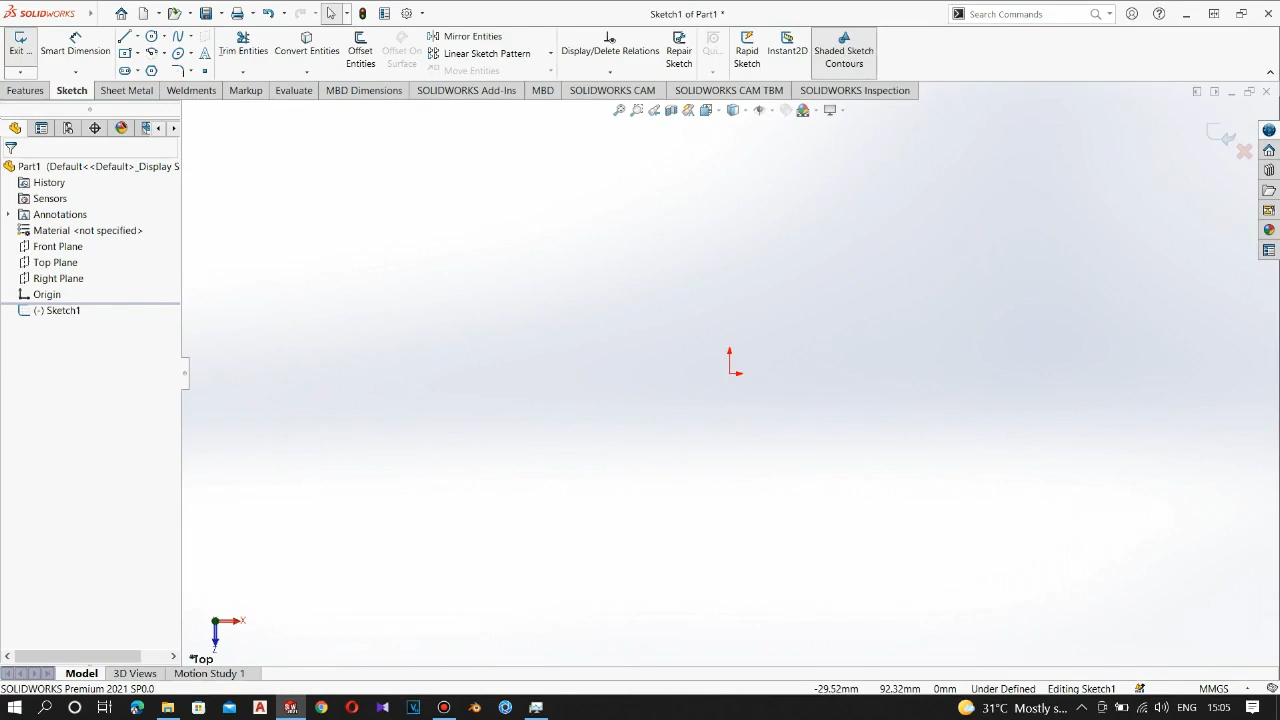 SOLIDWORKS
Sketch1 of Part1 *
Search Commands
Exit ...
Smart Dimension
Trim Entities
Convert Entities
Offset Entities
Offset On Surface
Mirror Entities
Linear Sketch Pattern
Move Entities
Display/Delete Relations
Repair Sketch
Qui...
Rapid Sketch
Instant2D
Shaded Sketch Contours
Features
Sketch
Sheet Metal
Weldments
Markup
Evaluate
MBD Dimensions
SOLIDWORKS Add-Ins
MBD
SOLIDWORKS CAM
SOLIDWORKS CAM TBM
SOLIDWORKS Inspection
Part1 (Default<<Default>_Display S
History
Sensors
Annotations
Material <not specified>
Front Plane
Top Plane
Right Plane
Origin
(-) Sketch1
X
Z
*Top
Model
3D Views
Motion Study 1
SOLIDWORKS Premium 2021 SP0.0
-29.52mm
92.32mm
0mm
Under Defined
Editing Sketch1
MMGS
31°C Mostly s...
ENG
15:05